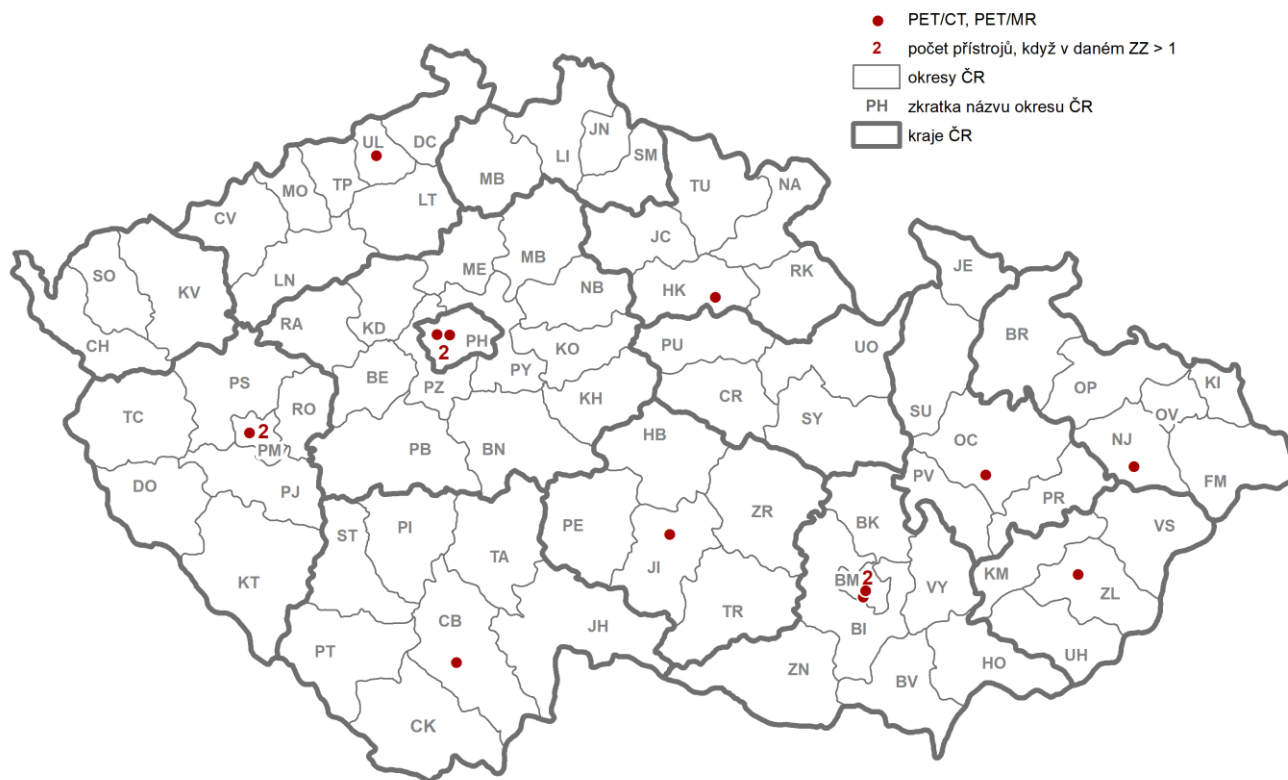 PET/CT, PET/MR
2 počet přístrojů, když v daném ZZ > 1
okresy ČR
PH zkratka názvu okresu ČR
kraje ČR
UL
DC
JN
LI
SM
MO
TP
MB
TU
NA
CV
LT
JC
SO
KV
LN
ME
MB
NB
HK
RK
JE
RA
KD
CH
PH
2
KO
PU
UO
BR
PS
BE
PZ
PY
OP
KI
TC
RO
KH
CR
SY
SU
OV
2
PM
PB
BN
HB
OC
NJ
DO
PJ
PV
PR
FM
ST
PI
PE
ZR
BK
VS
KT
TA
JI
BM
2
KM
VY
ZL
CB
JH
TR
BI
PT
ZN
BV
HO
UH
CK